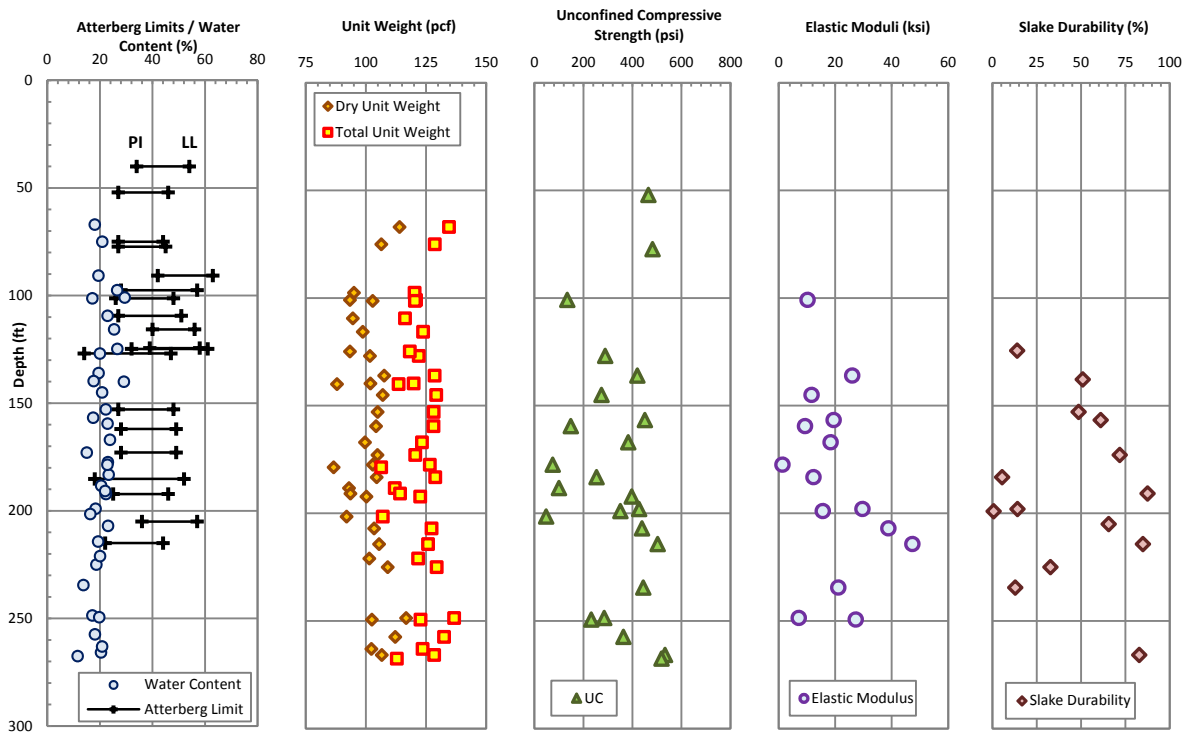 Atterberg Limits / Water
Content (%)
0 20 40 60 80
Unit Weight (pcf)
75 100 125 150
Unconfined Compressive
Strength (psi)
0 200 400 600 800
Elastic Moduli (ksi)
0 20 40 60
Slake Durability (%)
0 25 50 75 100
Depth (ft)
0
50
100
150
200
250
300
PI LL
Water Content
Atterberg Limit
Dry Unit Weight
Total Unit Weight
UC
Elastic Modulus
Slake Durability